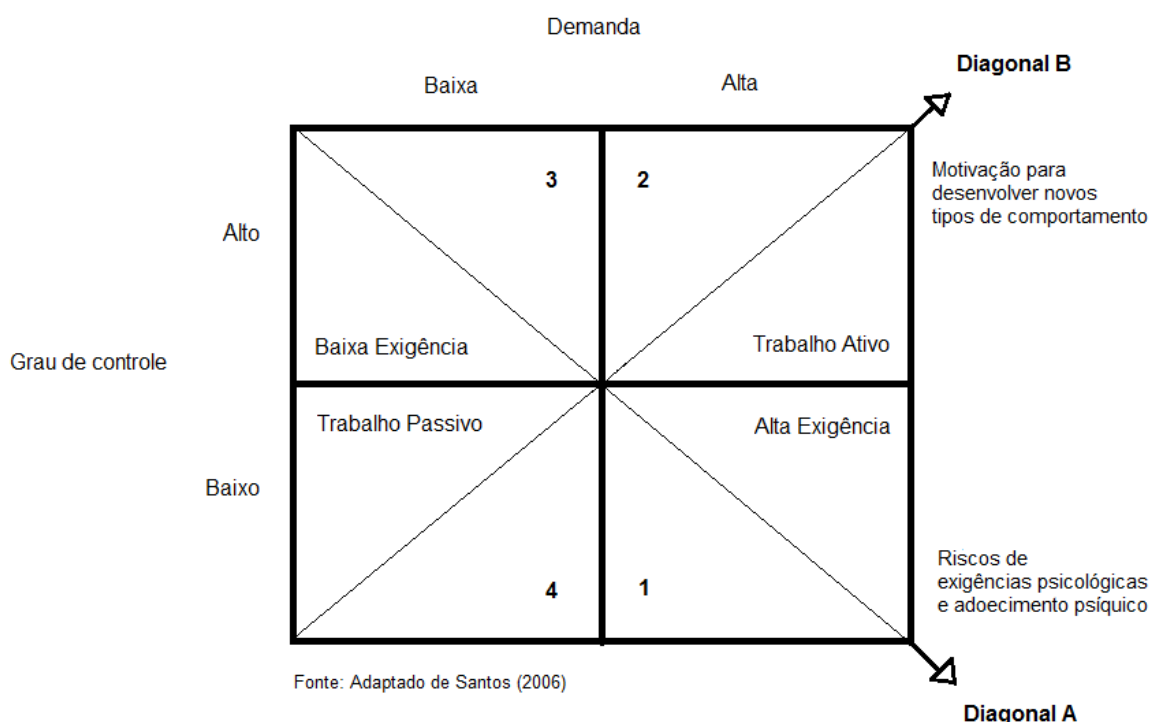 Demanda
Diagonal B
Baixa
Alta
3
2
Motivação para
desenvolver novos
tipos de comportamento
Alto
Baixa Exigência
Trabalho Ativo
Grau de controle
Trabalho Passivo
Alta Exigência
Baixo
4
1
Riscos de
exigências psicológicas
e adoecimento psíquico
Fonte: Adaptado de Santos (2006)
Diagonal A